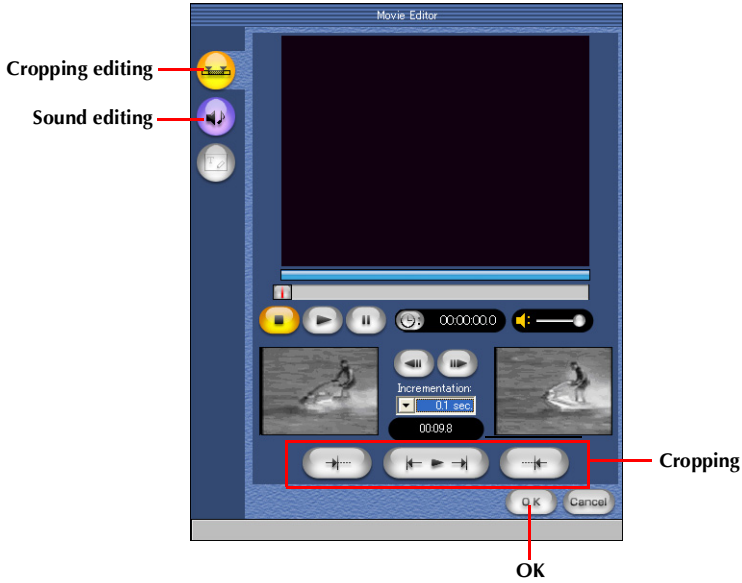 Movie Editor
Cropping editing
Sound editing
T
00:00:00.0
Incrementation:
0.1 sec.
00:09.8
Cropping
OK
Cancel
OK